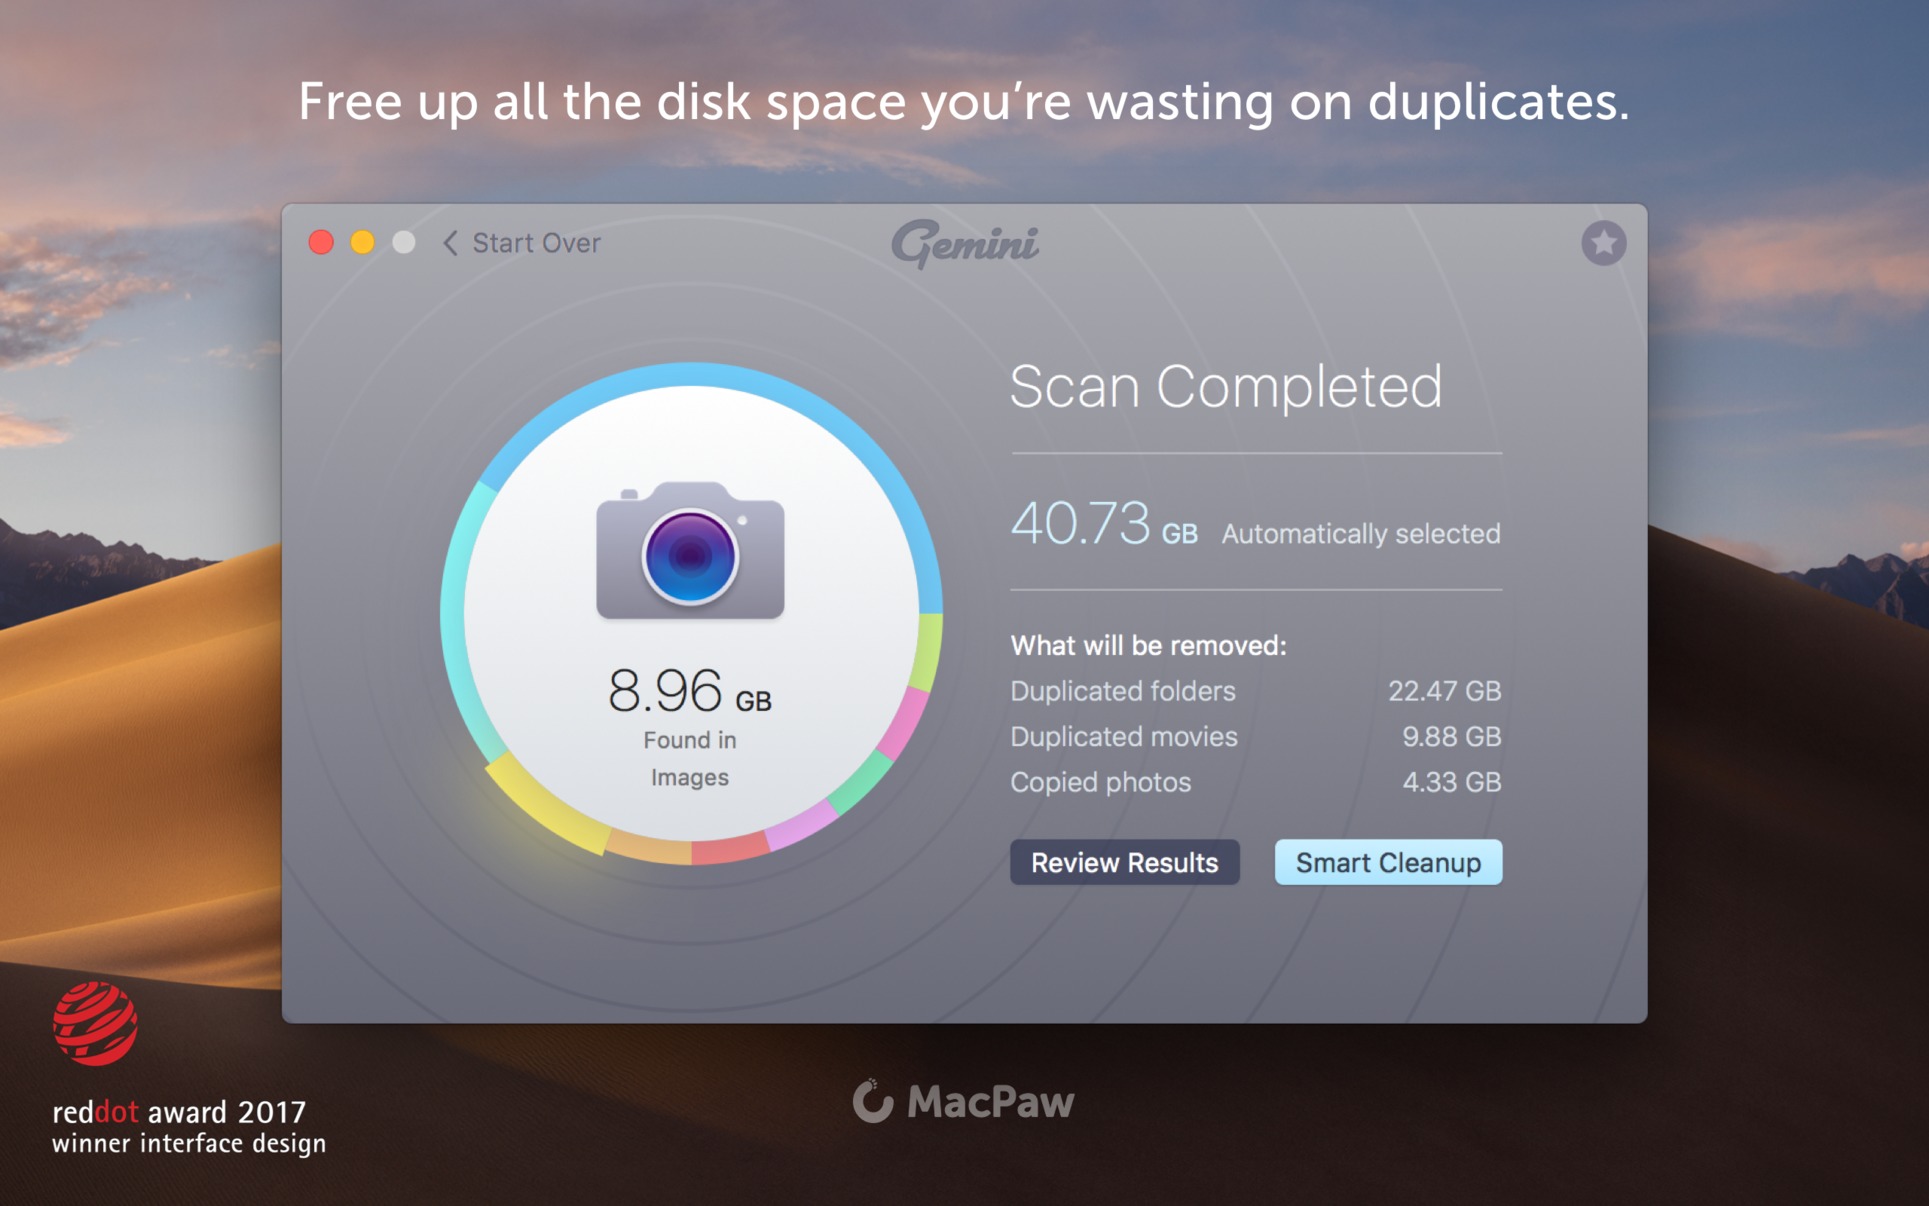 Free up all the disk space you’re wasting on duplicates.
Start Over
Gemini
8.96 GB
Found in
Images
Scan Completed
40.73 GB Automatically selected
What will be removed:
Duplicated folders 22.47 GB
Duplicated movies 9.88 GB
Copied photos 4.33 GB
Review Results Smart Cleanup
reddot award 2017
winner interface design
MacPaw